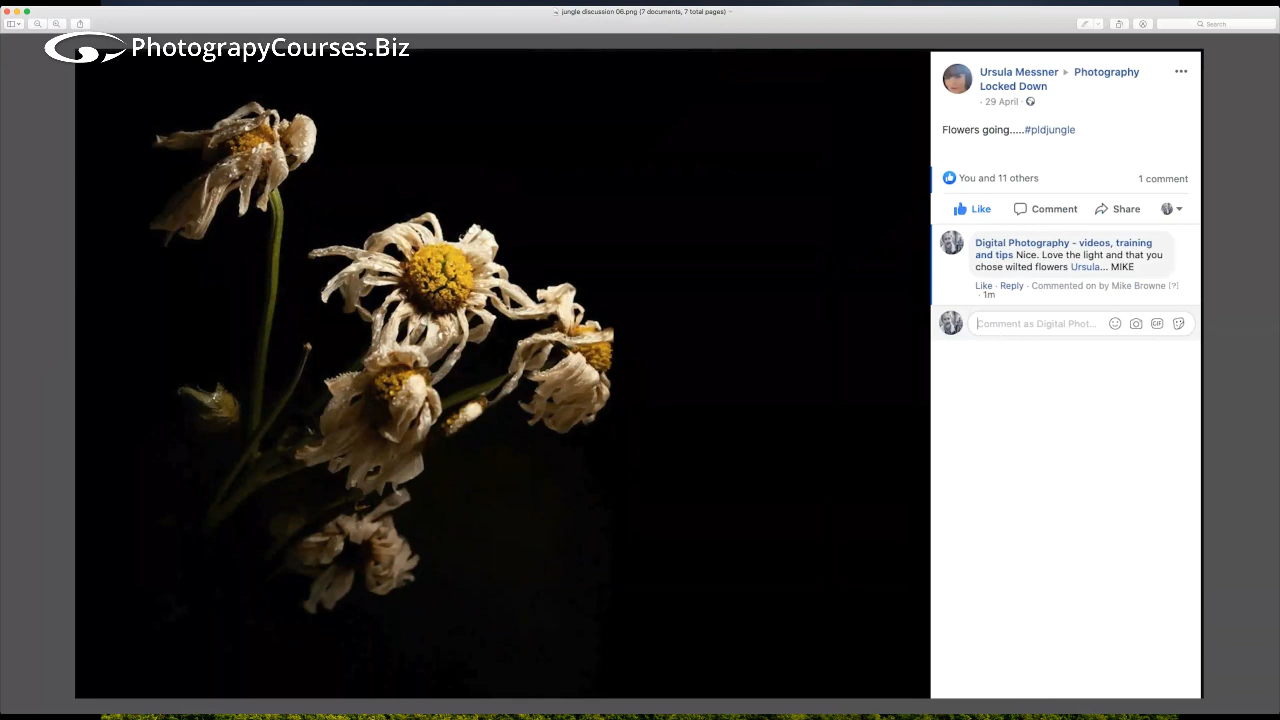 jungle discussion 06.png (7 documents, 7 total pages)
Search
PhotograpyCourses.Biz
Ursula Messner ▸ Photography
Locked Down
· 29 April ·
Flowers going.....#pldjungle
You and 11 others 1 comment
Like Comment Share
Digital Photography - videos, training
and tips Nice. Love the light and that you
chose wilted flowers Ursula... MIKE
Like · Reply · Commented on by Mike Browne [?]
· 1m
Comment as Digital Phot... GIF